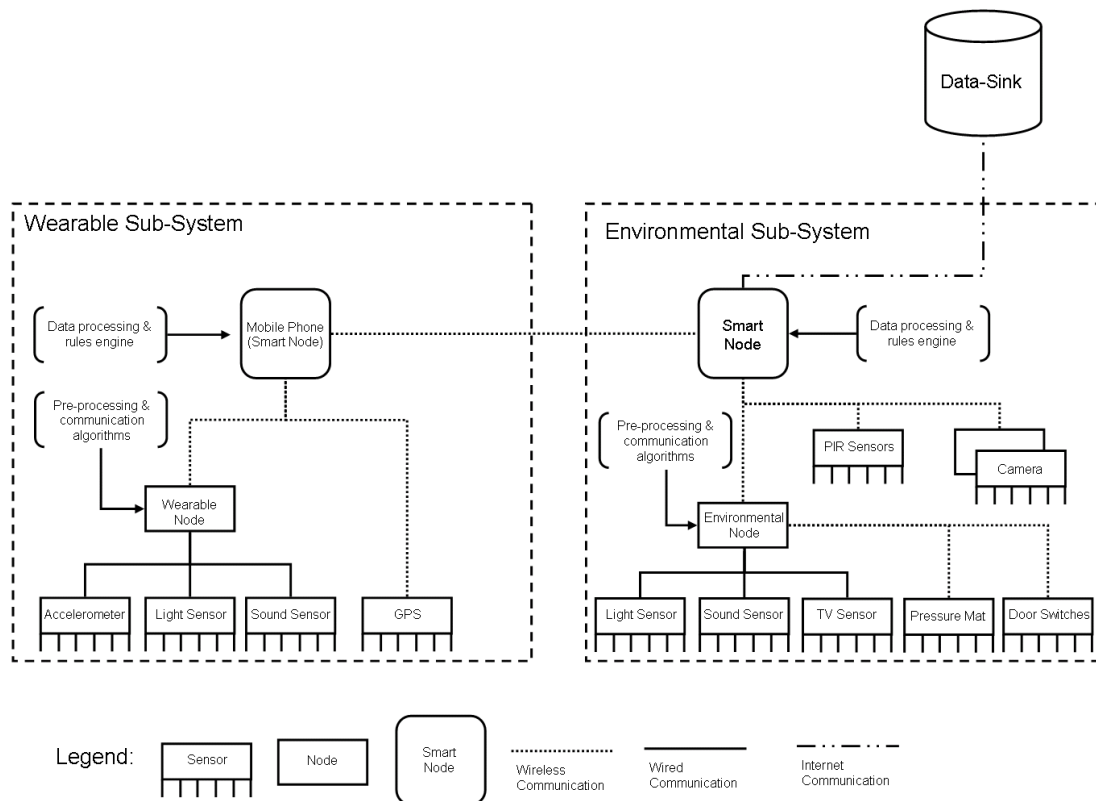 Data-Sink
Wearable Sub-System
Environmental Sub-System
Data processing &
rules engine
Mobile Phone
(Smart Node)
Smart
Node
Data processing &
rules engine
Pre-processing &
communication
algorithms
Pre-processing &
communication
algorithms
PIR Sensors
Camera
Wearable
Node
Environmental
Node
Accelerometer
Light Sensor
Sound Sensor
GPS
Light Sensor
Sound Sensor
TV Sensor
Pressure Mat
Door Switches
Legend:
Sensor
Node
Smart
Node
Wireless
Communication
Wired
Communication
Internet
Communication